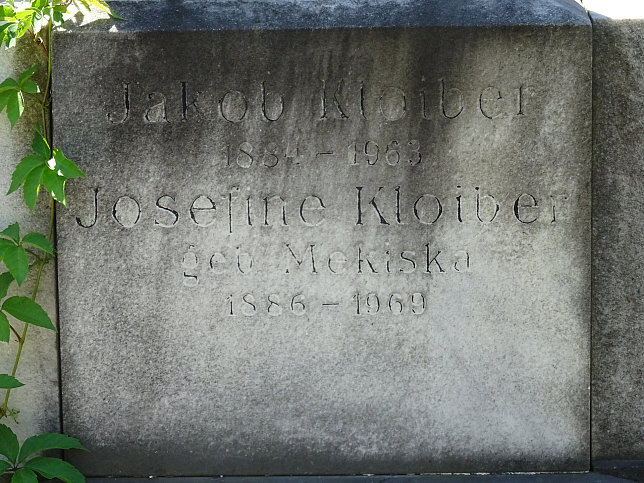 Jakob Kloiber
1884 - 1963
Josefine Kloiber
geb. Mekiska
1886 - 1969